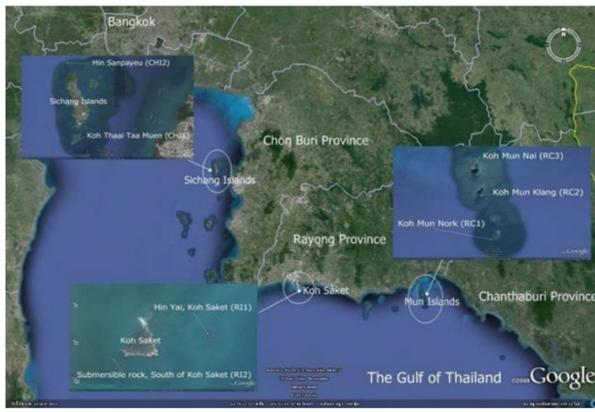 Bangkok
Hin Sanpayeu (CHI2)
Sichang Islands
Koh Thaai Taa Muen (CHI1)
Chon Buri Province
Sichang Islands
Koh Mun Nai (RC3)
Koh Mun Klang (RC2)
Koh Mun Nork (RC1)
Google
Rayong Province
Koh Saket
Mun Islands
Chanthaburi Province
Hin Yai, Koh Saket (RI1)
Koh Saket
Submersible rock, South of Koh Saket (RI2)
Google
The Gulf of Thailand
©2009 Google